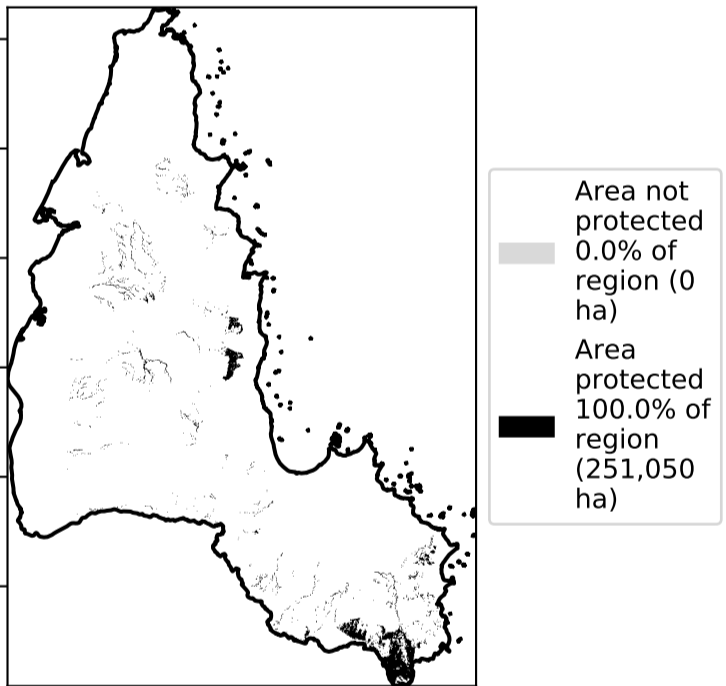 Area not
protected
0.0% of
region (0
ha)
Area
protected
100.0% of
region
(251,050
ha)